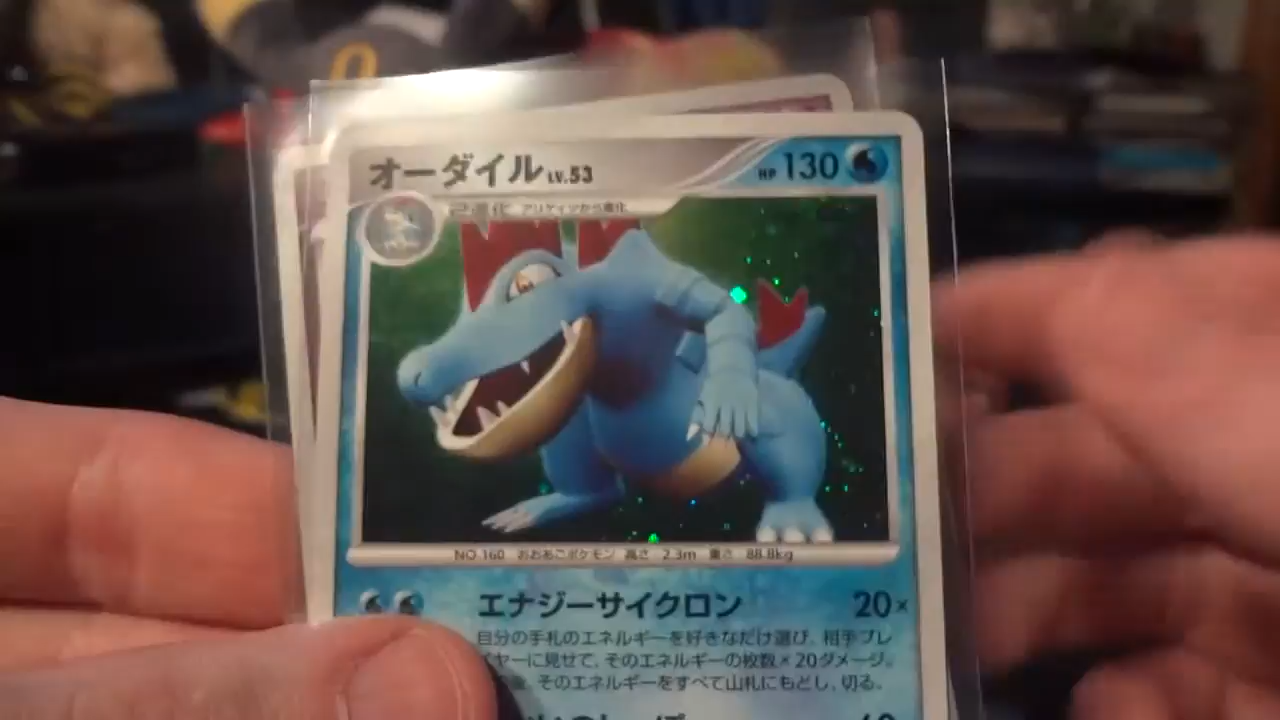 オーダイル LV.53 HP 130
2進化 アリゲイツから進化
NO.160 おおあごポケモン 高さ 2.3m 重さ 88.8kg
エナジーサイクロン 20×
自分の手札のエネルギーを好きなだけ選び、相手プレ
イヤーに見せて、そのエネルギーの枚数×20ダメージ。
、そのエネルギーをすべて山札にもどし、切る。
60